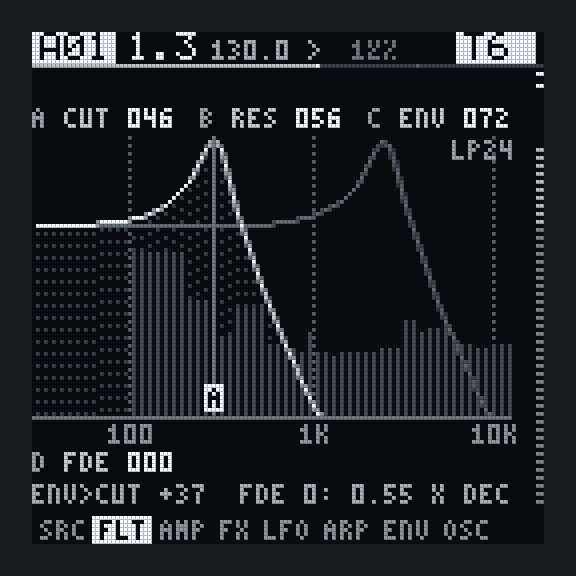 A01 1.3 130.0 > 12% T6
A CUT 046 B RES 056 C ENV 072
LP24
A
100 1K 10K
D FDE 000
ENV>CUT +37 FDE 0: 0.55 X DEC
SRC FLT AMP FX LFO ARP ENV OSC